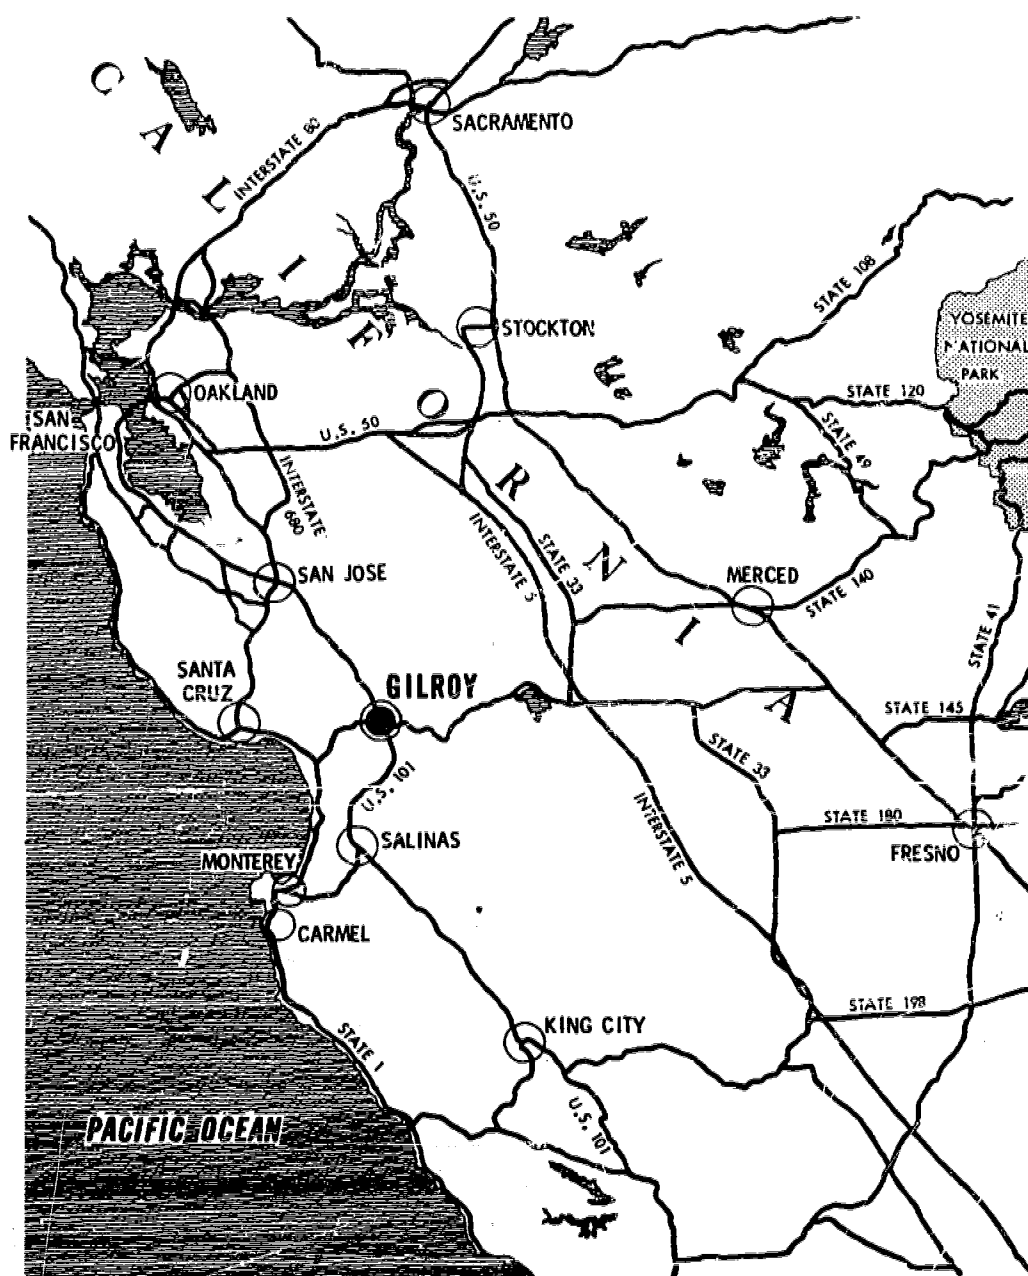 CALIFORNIA
SACRAMENTO
INTERSTATE 80
U.S. 50
STATE 108
YOSEMITE
NATIONAL
PARK
STOCKTON
OAKLAND
STATE 120
SAN
FRANCISCO
U.S. 50
STATE 49
INTERSTATE
680
INTERSTATE 5
STATE 33
SAN JOSE
MERCED
STATE 140
STATE 41
SANTA
CRUZ
GILROY
STATE 145
STATE 33
U.S. 101
INTERSTATE 5
STATE 180
SALINAS
FRESNO
MONTEREY
CARMEL
STATE 198
KING CITY
STATE 1
U.S. 101
PACIFIC OCEAN